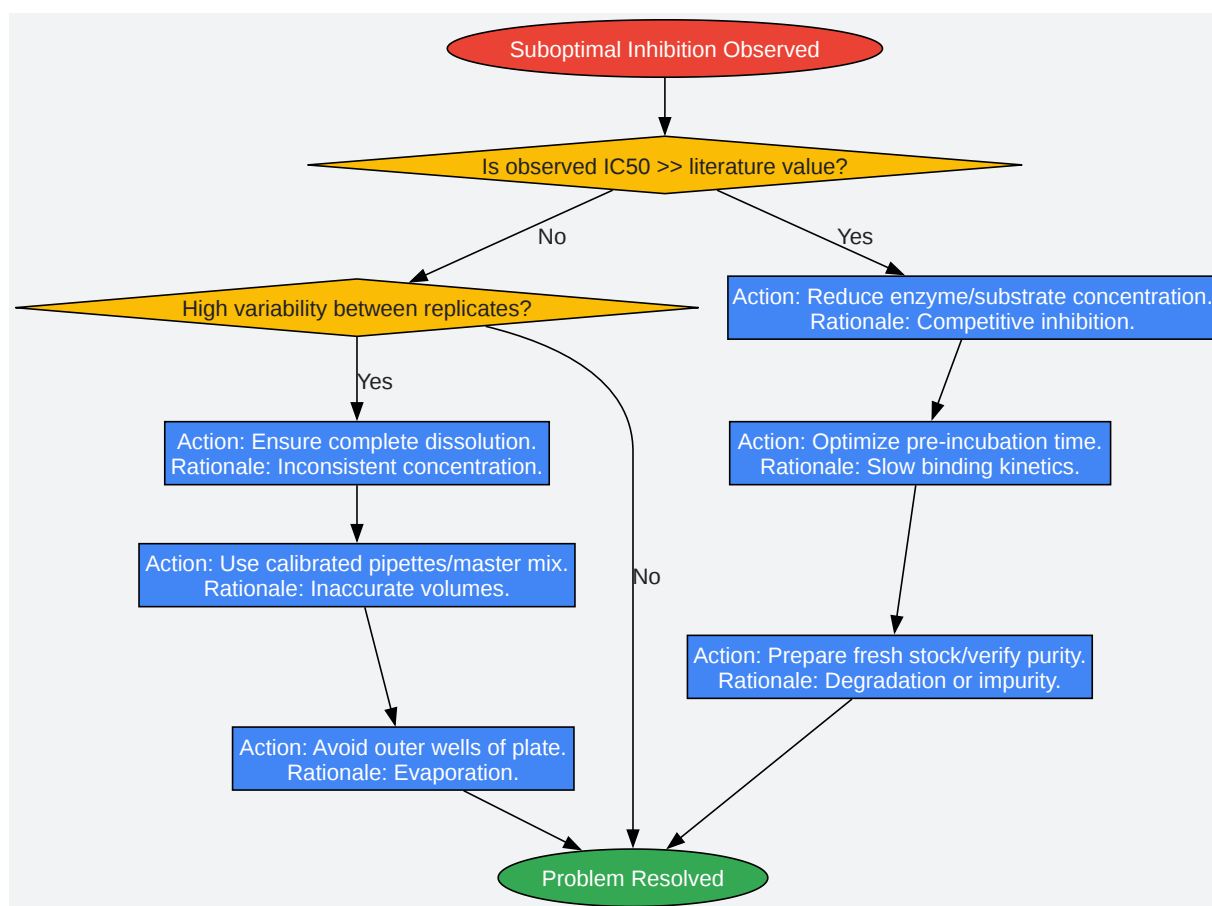 Suboptimal Inhibition Observed
Is observed IC50 >> literature value?
No
Yes
High variability between replicates?
Action: Reduce enzyme/substrate concentration.
Rationale: Competitive inhibition.
Yes
Action: Ensure complete dissolution.
Rationale: Inconsistent concentration.
Action: Optimize pre-incubation time.
Rationale: Slow binding kinetics.
Action: Use calibrated pipettes/master mix.
Rationale: Inaccurate volumes.
No
Action: Prepare fresh stock/verify purity.
Rationale: Degradation or impurity.
Action: Avoid outer wells of plate.
Rationale: Evaporation.
Problem Resolved